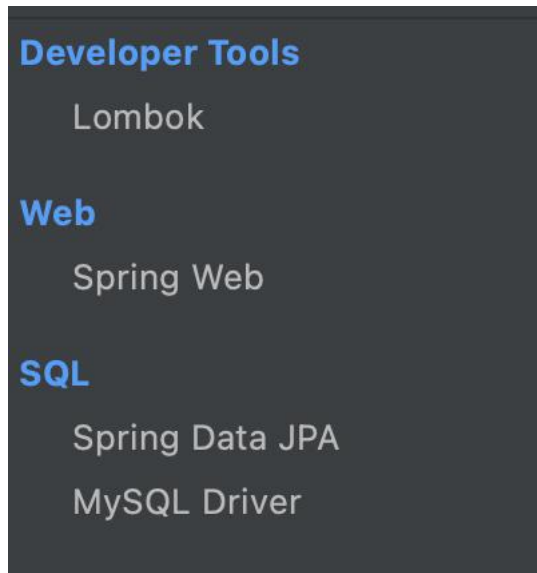 Developer Tools
Lombok
Web
Spring Web
SQL
Spring Data JPA
MySQL Driver